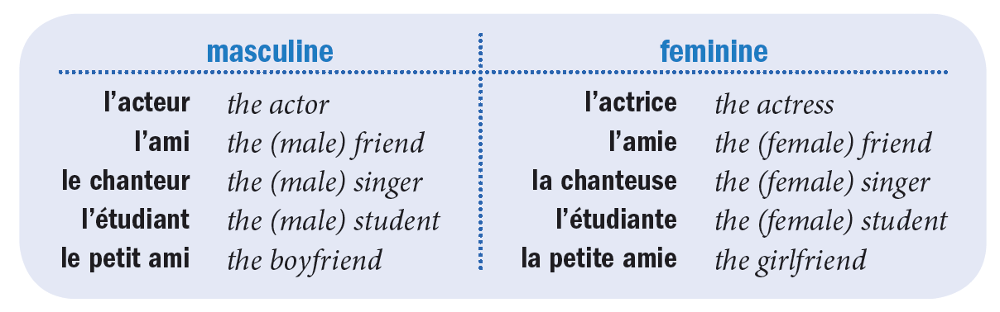 masculine feminine
l’acteur the actor l’actrice the actress
l’ami the (male) friend l’amie the (female) friend
le chanteur the (male) singer la chanteuse the (female) singer
l’étudiant the (male) student l’étudiante the (female) student
le petit ami the boyfriend la petite amie the girlfriend